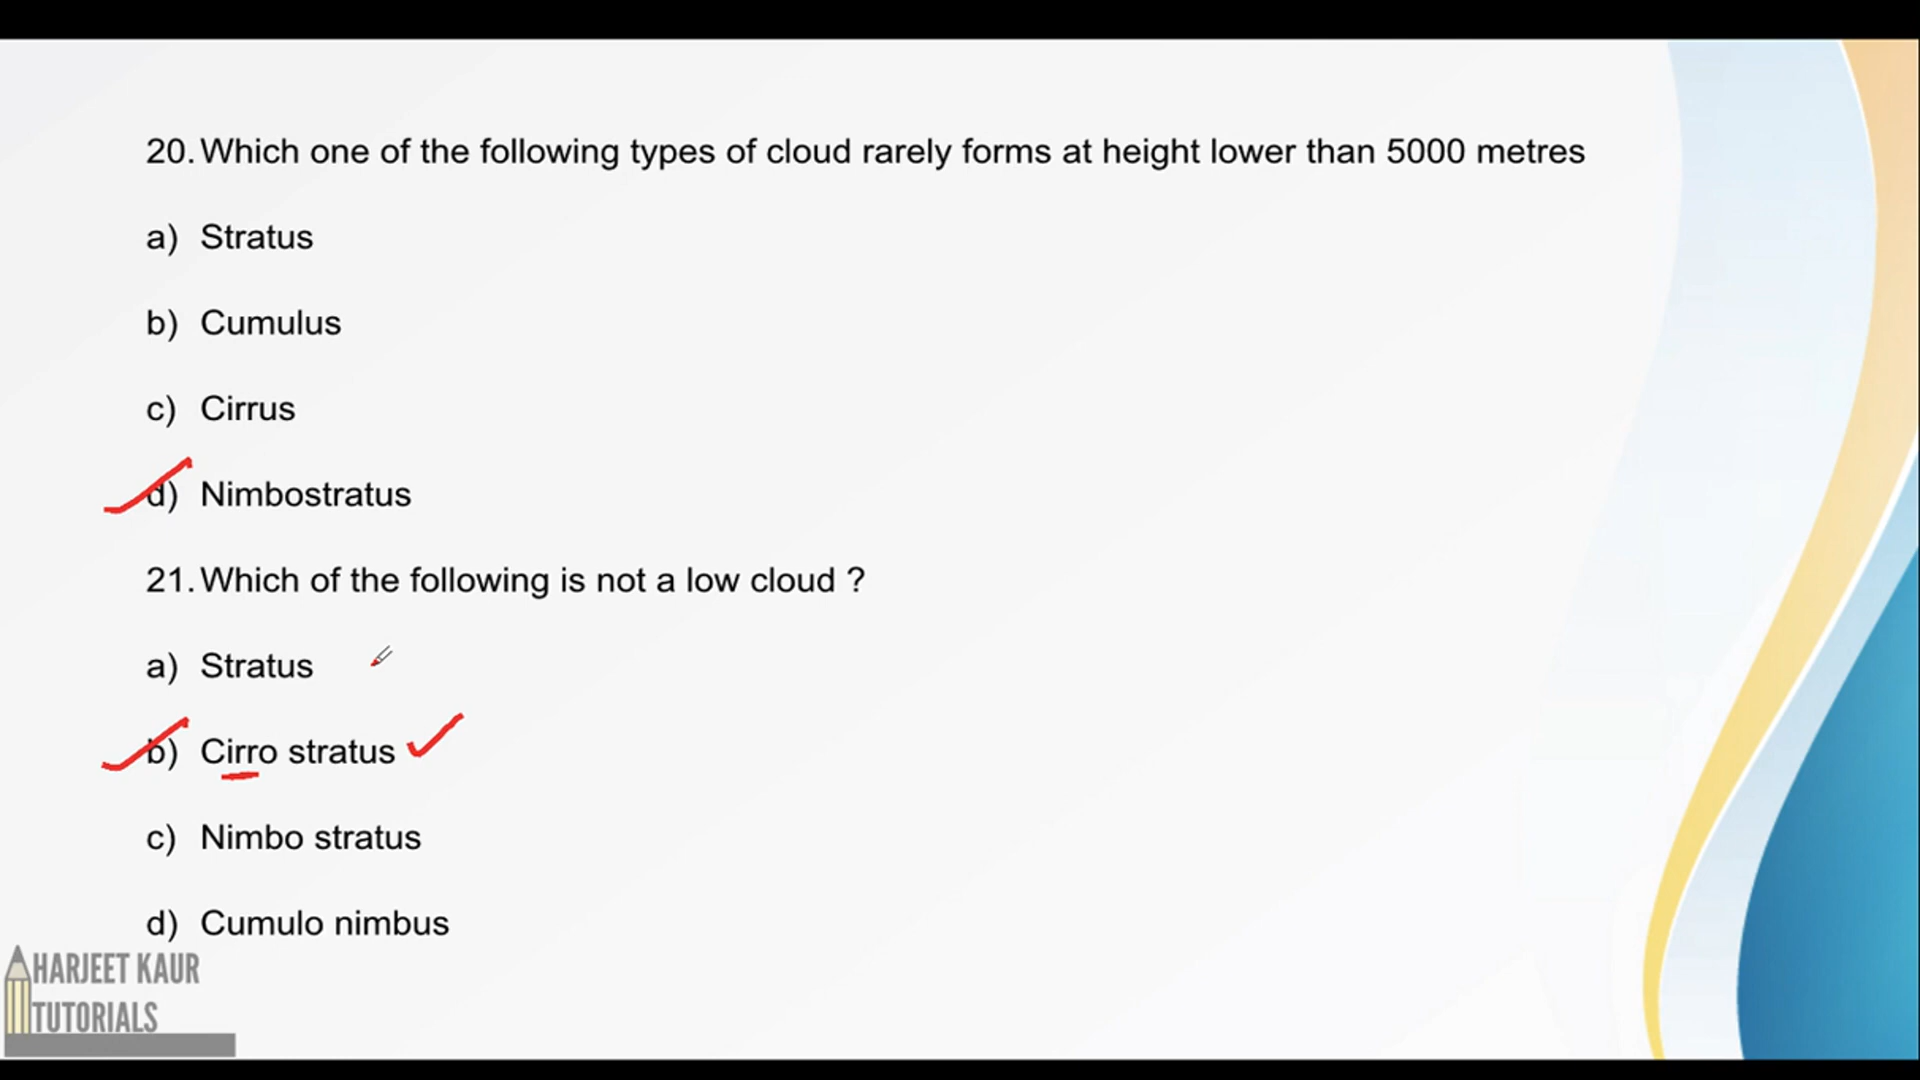 20. Which one of the following types of cloud rarely forms at height lower than 5000 metres
a) Stratus
b) Cumulus
c) Cirrus
d) Nimbostratus
21. Which of the following is not a low cloud ?
a) Stratus
b) Cirro stratus
c) Nimbo stratus
d) Cumulo nimbus
HARJEET KAUR
TUTORIALS